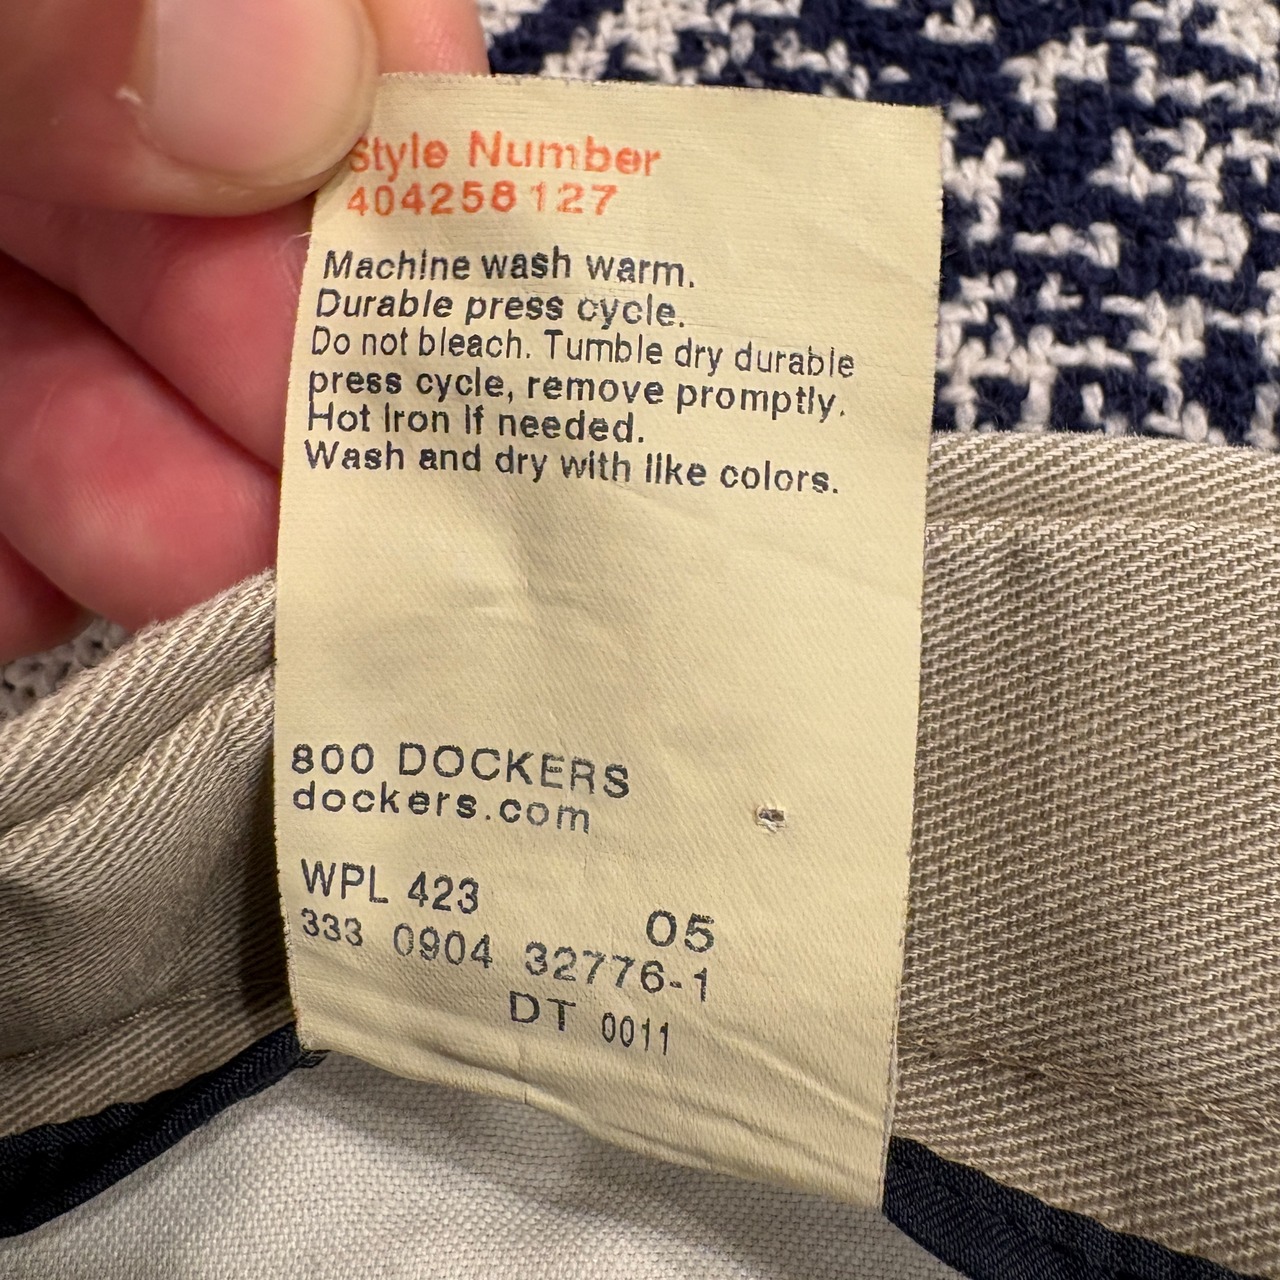 Style Number
404258127
Machine wash warm.
Durable press cycle.
Do not bleach. Tumble dry durable
press cycle, remove promptly.
Hot Iron If needed.
Wash and dry with like colors.
800 DOCKERS
dockers.com
WPL 423
05
333 0904 32776-1
DT 0011